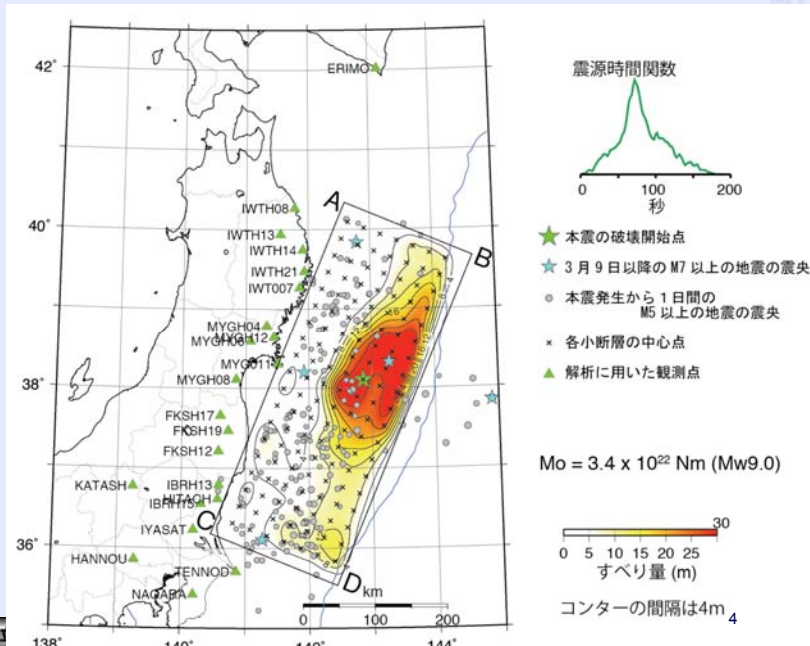 42°
40°
38°
36°
138°
140°
142°
144°
ERIMO
IWTH08
IWTH13
IWTH14
IWTH21
IWT007
MYGH04
MYGH12
MYGH06
MYG011
MYGH08
FKSH17
FKSH19
FKSH12
KATASH
IBRH13
HITACH
IBRH15
IYASAT
HANNOU
TENNOD
NAGARA
A
B
C
D
km
0 100 200
震源時間関数
0 100 200
秒
本震の破壊開始点
3月9日以降のM7以上の地震の震央
本震発生から1日間の
M5以上の地震の震央
各小断層の中心点
解析に用いた観測点
Mo = 3.4 x 10²² Nm (Mw9.0)
30
0 5 10 15 20 25
すべり量 (m)
コンターの間隔は4m
4